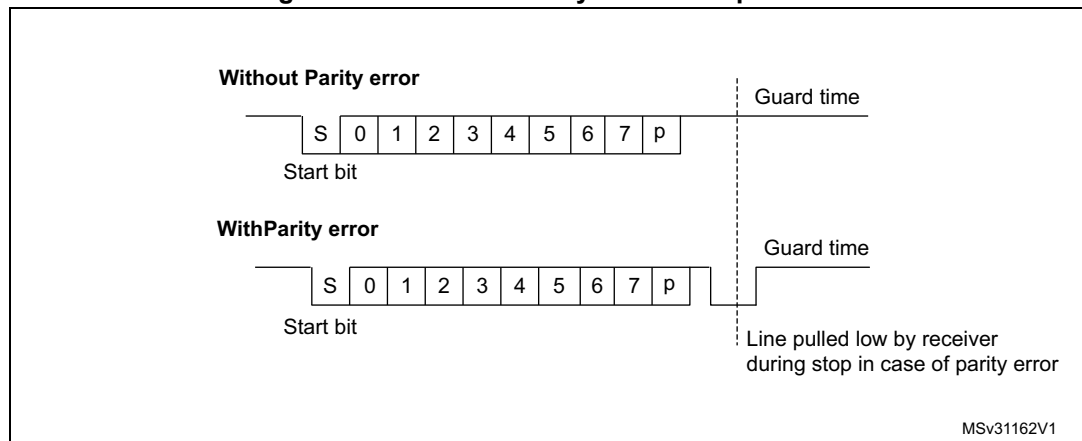 Without Parity error
Guard time
S 0 1 2 3 4 5 6 7 p
Start bit
WithParity error
Guard time
S 0 1 2 3 4 5 6 7 p
Start bit
Line pulled low by receiver
during stop in case of parity error
MSv31162V1